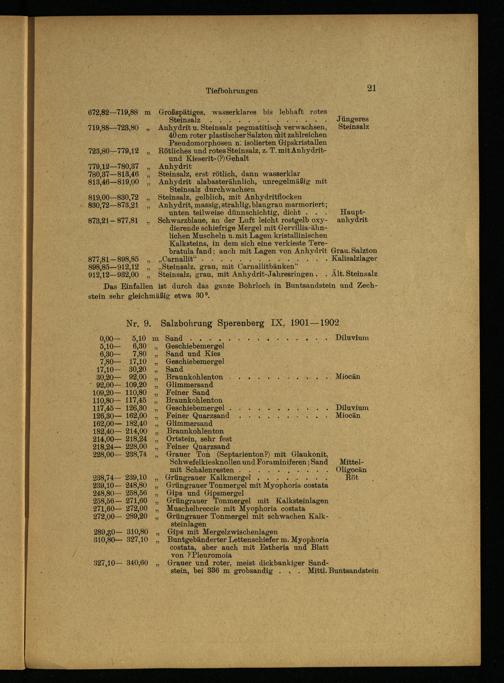 Tiefbohrungen 21
672,82—719,88 m Großspätiges, wasserklares bis lebhaft rotes
Steinsalz . . . . . . . . . . . . Jüngeres
719,88—723,80 „ Anhydrit u. Steinsalz pegmatitisch verwachsen, Steinsalz
40 cm roter plastischer Salzton mit zahlreichen
Pseudomorphosen n. isolierten Gipskristallen
723,80—779,12 „ Rötliches und rotes Steinsalz, z. T. mit Anhydrit-
und Kieserit-(?) Gehalt
779,12—780,37 „ Anhydrit
780,37—813,46 „ Steinsalz, erst rötlich, dann wasserklar
813,46—819,00 „ Anhydrit alabasterähnlich, unregelmäßig mit
Steinsalz durchwachsen
819,00—830,72 „ Steinsalz, gelblich, mit Anhydritflocken
830,72—873,21 „ Anhydrit, massig, strahlig, blaugrau marmoriert;
unten teilweise dünnschichtig, dicht . . . Haupt-
873,21—877,81 „ Schwarzblaue, an der Luft leicht rostgelb oxy- anhydrit
dierende schiefrige Mergel mit Gervillia-ähn-
lichen Muscheln u. mit Lagen kristallinischen
Kalksteins, in dem sich eine verkieste Tere-
bratula fand; auch mit Lagen von Anhydrit Grau. Salzton
877,81—898,85 „ „Carnallit“ . . . . . . . . . . . . Kalisalzlager
898,85—912,12 „ „Steinsalz, grau, mit Carnallitbänken“
912,12—932,00 „ Steinsalz, grau, mit Anhydrit-Jahresringen . . Ält. Steinsalz
Das Einfallen ist durch das ganze Bohrloch in Buntsandstein und Zech-
stein sehr gleichmäßig etwa 30°.
Nr. 9. Salzbohrung Sperenberg IX, 1901—1902
0,00— 5,10 m Sand . . . . . . . . . . . . Diluvium
5,10— 6,30 „ Geschiebemergel
6,30— 7,80 „ Sand und Kies
7,80— 17,10 „ Geschiebemergel
17,10— 30,20 „ Sand
30,20— 92,00 „ Braunkohlenton . . . . . . . . . Miocän
92,00—109,20 „ Glimmersand
109,20—110,80 „ Feiner Sand
110,80—117,45 „ Braunkohlenton
117,45—126,30 „ Geschiebemergel . . . . . . . . . Diluvium
126,30—162,00 „ Feiner Quarzsand . . . . . . . . Miocän
162,00—182,40 „ Glimmersand
182,40—214,00 „ Braunkohlenton
214,00—218,24 „ Ortstein, sehr fest
218,24—228,00 „ Feiner Quarzsand
228,00—238,74 „ Grauer Ton (Septarienton?) mit Glaukonit,
Schwefelkiesknollen und Foraminiferen; Sand Mittel-
mit Schalenresten . . . . . . . . Oligocän
238,74—239,10 „ Grüngrauer Kalkmergel . . . . . . . Röt
239,10—248,80 „ Grüngrauer Tonmergel mit Myophoria costata
248,80—258,56 „ Gips und Gipsmergel
258,56—271,60 „ Grüngrauer Tonmergel mit Kalksteinlagen
271,60—272,00 „ Muschelbreccie mit Myophoria costata
272,00—289,20 „ Grüngrauer Tonmergel mit schwachen Kalk-
steinlagen
289,20—310,80 „ Gips mit Mergelzwischenlagen
310,80—327,10 „ Buntgebänderter Lettenschiefer m. Myophoria
costata, aber auch mit Estheria und Blatt
von ?Pleuromoia
327,10—340,60 „ Grauer und roter, meist dickbankiger Sand-
stein, bei 336 m grobsandig . . . Mittl. Buntsandstein